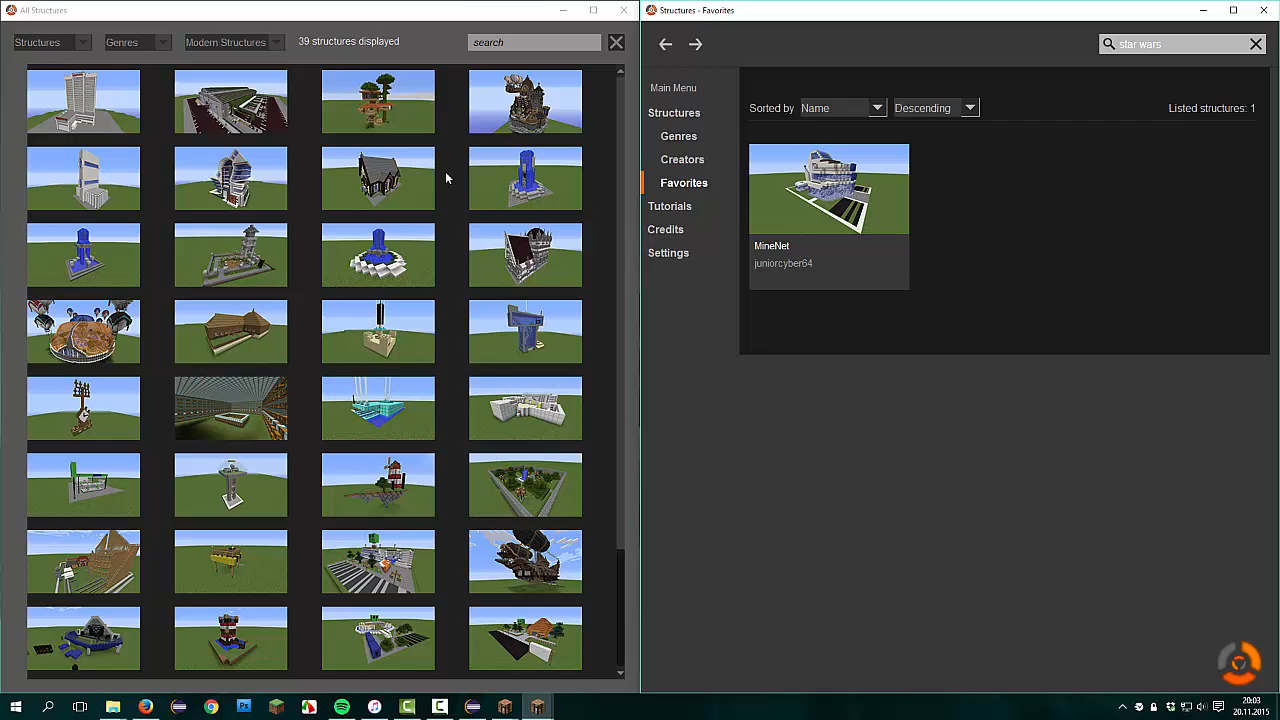 All Structures
Structures
Genres
Modern Structures
39 structures displayed
search
Structures - Favorites
star wars
Main Menu
Structures
Genres
Creators
Favorites
Tutorials
Credits
Settings
Sorted by
Name
Descending
Listed structures: 1
MineNet
juniorcyber64
20:03
20.11.2015